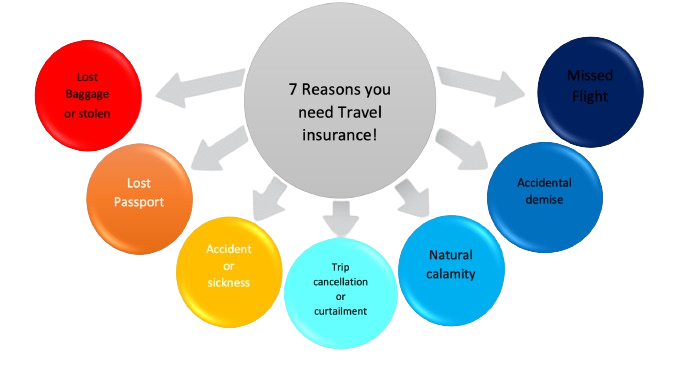 7 Reasons you
need Travel
insurance!
Lost
Baggage
or stolen
Lost
Passport
Accident
or
sickness
Trip
cancellation
or
curtailment
Natural
calamity
Accidental
demise
Missed
Flight